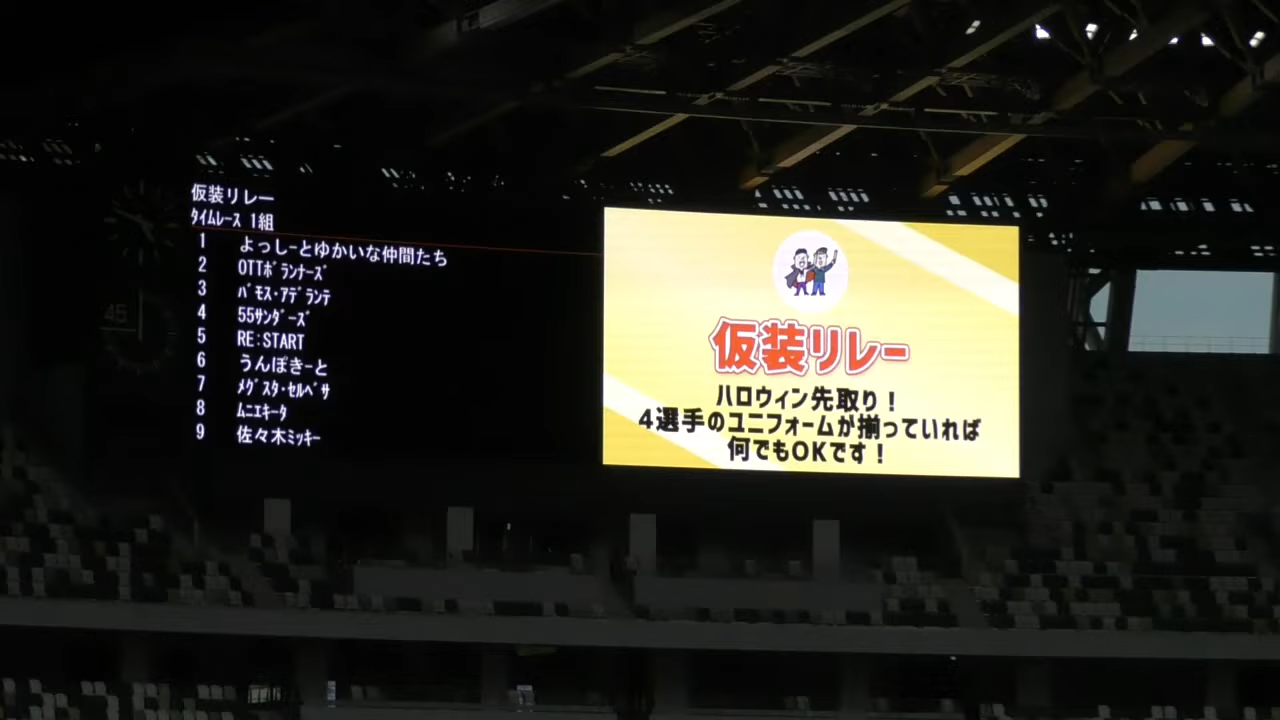 仮装リレー
ﾀｲﾑﾚｰｽ 1組
1 よっしーとゆかいな仲間たち
2 OTTﾎﾞﾗﾝﾅｰｽﾞ
3 ﾊﾞﾓｽ・ｱﾃﾞﾗﾝﾃ
4 55ｻﾝﾀﾞｰｽﾞ
5 RE:START
6 うんぽきーと
7 ﾒｸﾞｽﾀ・ｾﾙﾍﾞｻ
8 ﾑﾆｴｷｰﾀ
9 佐々木ﾐｯｷｰ
45
仮装リレー
ハロウィン先取り！
4選手のユニフォームが揃っていれば
何でもOKです！